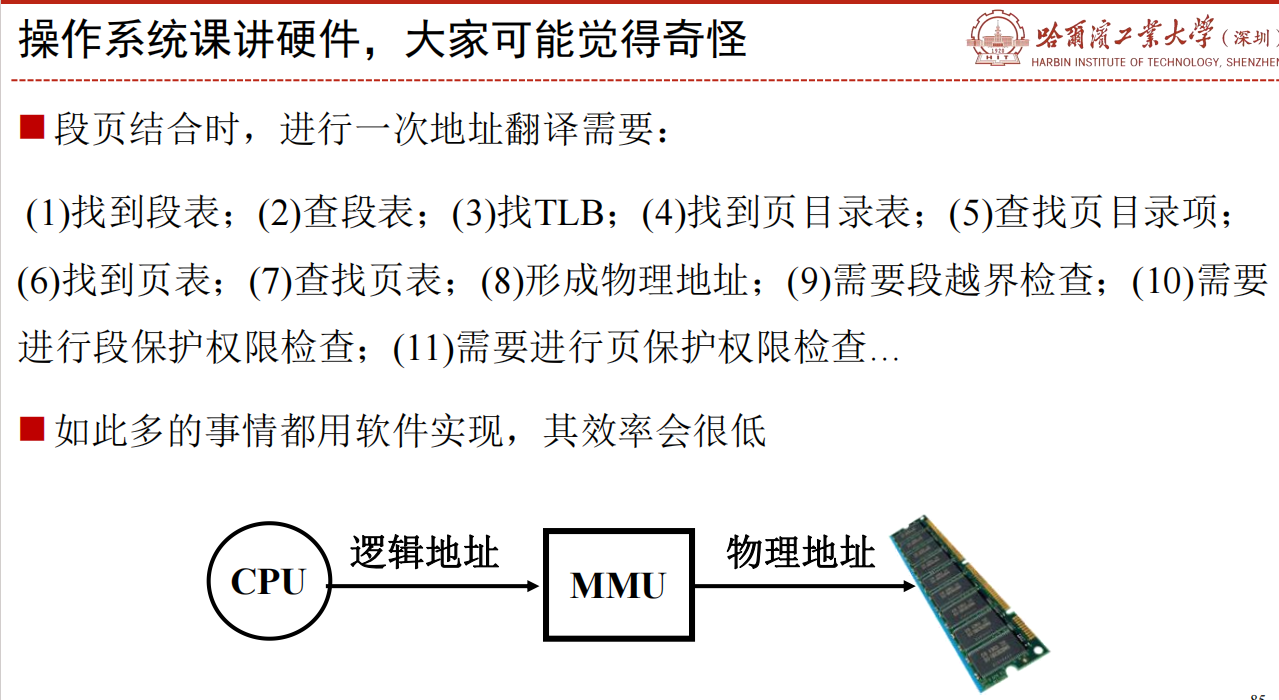 操作系统课讲硬件，大家可能觉得奇怪
哈爾濱工業大學（深圳）
HARBIN INSTITUTE OF TECHNOLOGY, SHENZHEN
1920
HIT
段页结合时，进行一次地址翻译需要：
(1)找到段表；(2)查段表；(3)找TLB；(4)找到页目录表；(5)查找页目录项；
(6)找到页表；(7)查找页表；(8)形成物理地址；(9)需要段越界检查；(10)需要
进行段保护权限检查；(11)需要进行页保护权限检查…
如此多的事情都用软件实现，其效率会很低
CPU
逻辑地址
MMU
物理地址
85